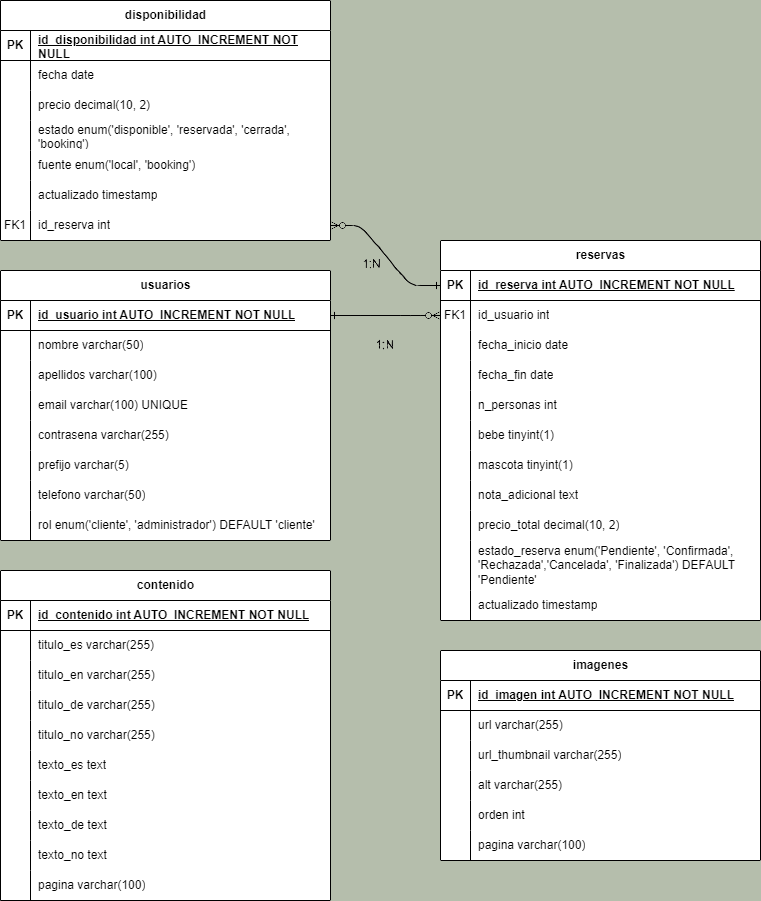 disponibilidad
PK id_disponibilidad int AUTO_INCREMENT NOT
NULL
fecha date
precio decimal(10, 2)
estado enum('disponible', 'reservada', 'cerrada',
'booking')
fuente enum('local', 'booking')
actualizado timestamp
FK1 id_reserva int
1:N
usuarios
PK id_usuario int AUTO_INCREMENT NOT NULL
nombre varchar(50)
apellidos varchar(100)
email varchar(100) UNIQUE
contrasena varchar(255)
prefijo varchar(5)
telefono varchar(50)
rol enum('cliente', 'administrador') DEFAULT 'cliente'
1:N
reservas
PK id_reserva int AUTO_INCREMENT NOT NULL
FK1 id_usuario int
fecha_inicio date
fecha_fin date
n_personas int
bebe tinyint(1)
mascota tinyint(1)
nota_adicional text
precio_total decimal(10, 2)
estado_reserva enum('Pendiente', 'Confirmada',
'Rechazada','Cancelada', 'Finalizada') DEFAULT
'Pendiente'
actualizado timestamp
contenido
PK id_contenido int AUTO_INCREMENT NOT NULL
titulo_es varchar(255)
titulo_en varchar(255)
titulo_de varchar(255)
titulo_no varchar(255)
texto_es text
texto_en text
texto_de text
texto_no text
pagina varchar(100)
imagenes
PK id_imagen int AUTO_INCREMENT NOT NULL
url varchar(255)
url_thumbnail varchar(255)
alt varchar(255)
orden int
pagina varchar(100)